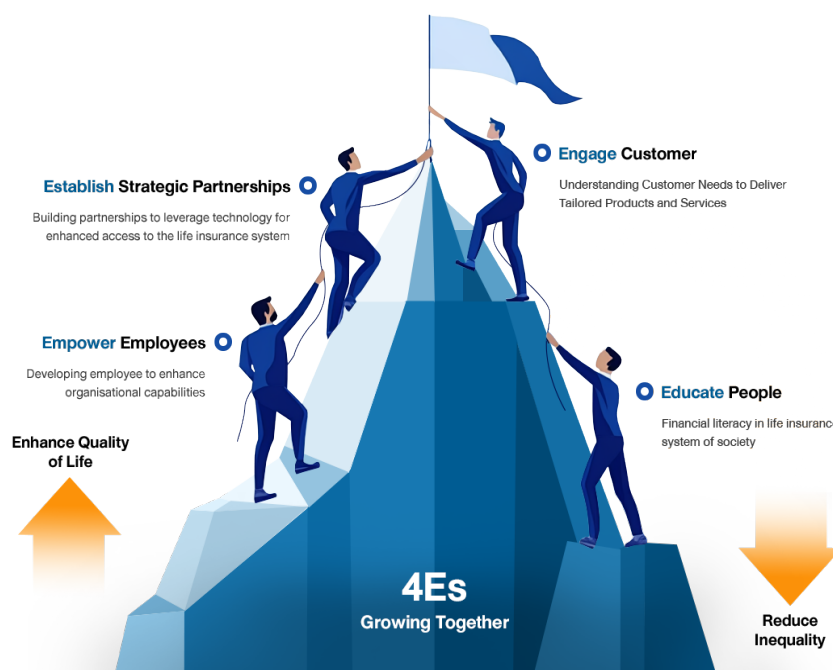 Engage Customer
Understanding Customer Needs to Deliver
Tailored Products and Services
Establish Strategic Partnerships
Building partnerships to leverage technology for
enhanced access to the life insurance system
Empower Employees
Developing employee to enhance
organisational capabilities
Educate People
Financial literacy in life insurance
system of society
Enhance Quality
of Life
4Es
Growing Together
Reduce
Inequality